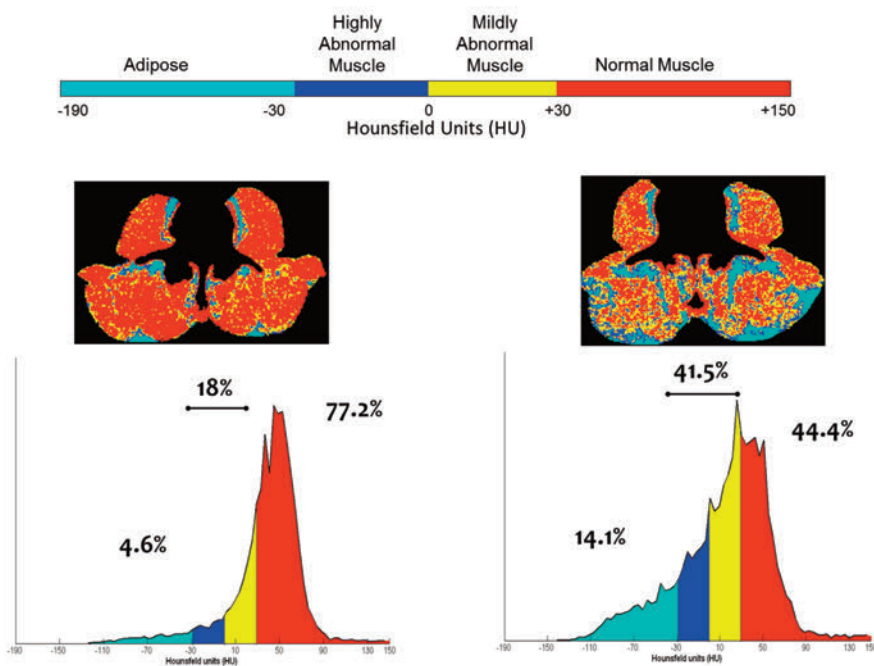 Highly
Abnormal
Muscle
Mildly
Abnormal
Muscle
Adipose
Normal Muscle
-190 -30 0 +30 +150
Hounsfield Units (HU)
18%
77.2%
4.6%
-190 -150 -110 -70 -30 10 50 90 110 150
Hounsfeld units (HU)
41.5%
44.4%
14.1%
-190 -150 -110 -70 -30 10 50 90 110 150
Hounsfeld units (HU)